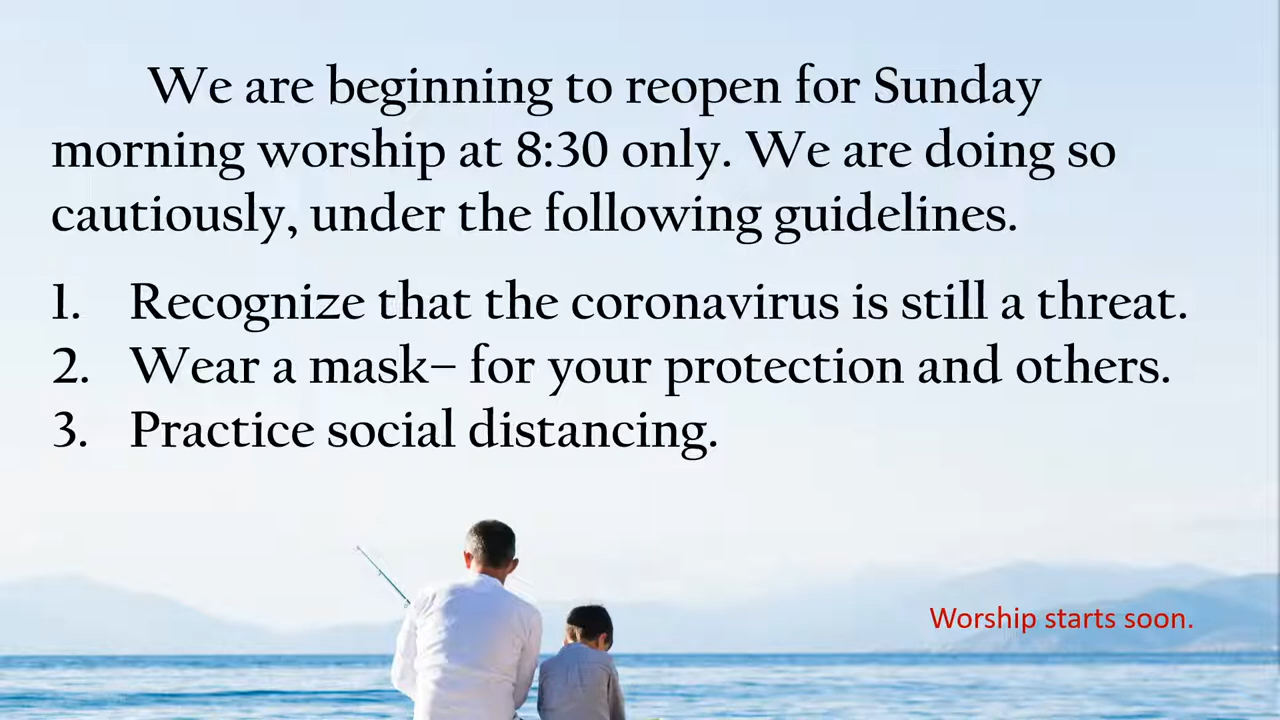 We are beginning to reopen for Sunday
morning worship at 8:30 only. We are doing so
cautiously, under the following guidelines.
1. Recognize that the coronavirus is still a threat.
2. Wear a mask– for your protection and others.
3. Practice social distancing.
Worship starts soon.